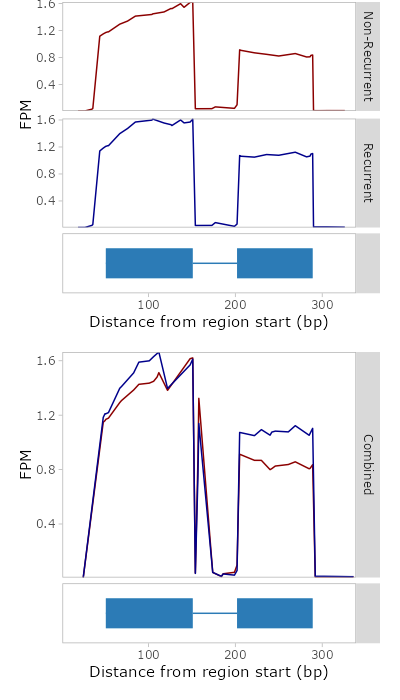 1.6
1.2
0.8
0.4
Non-Recurrent
FPM
1.6
1.2
0.8
0.4
Recurrent
100 200 300
Distance from region start (bp)
1.6
1.2
0.8
0.4
FPM
Combined
100 200 300
Distance from region start (bp)